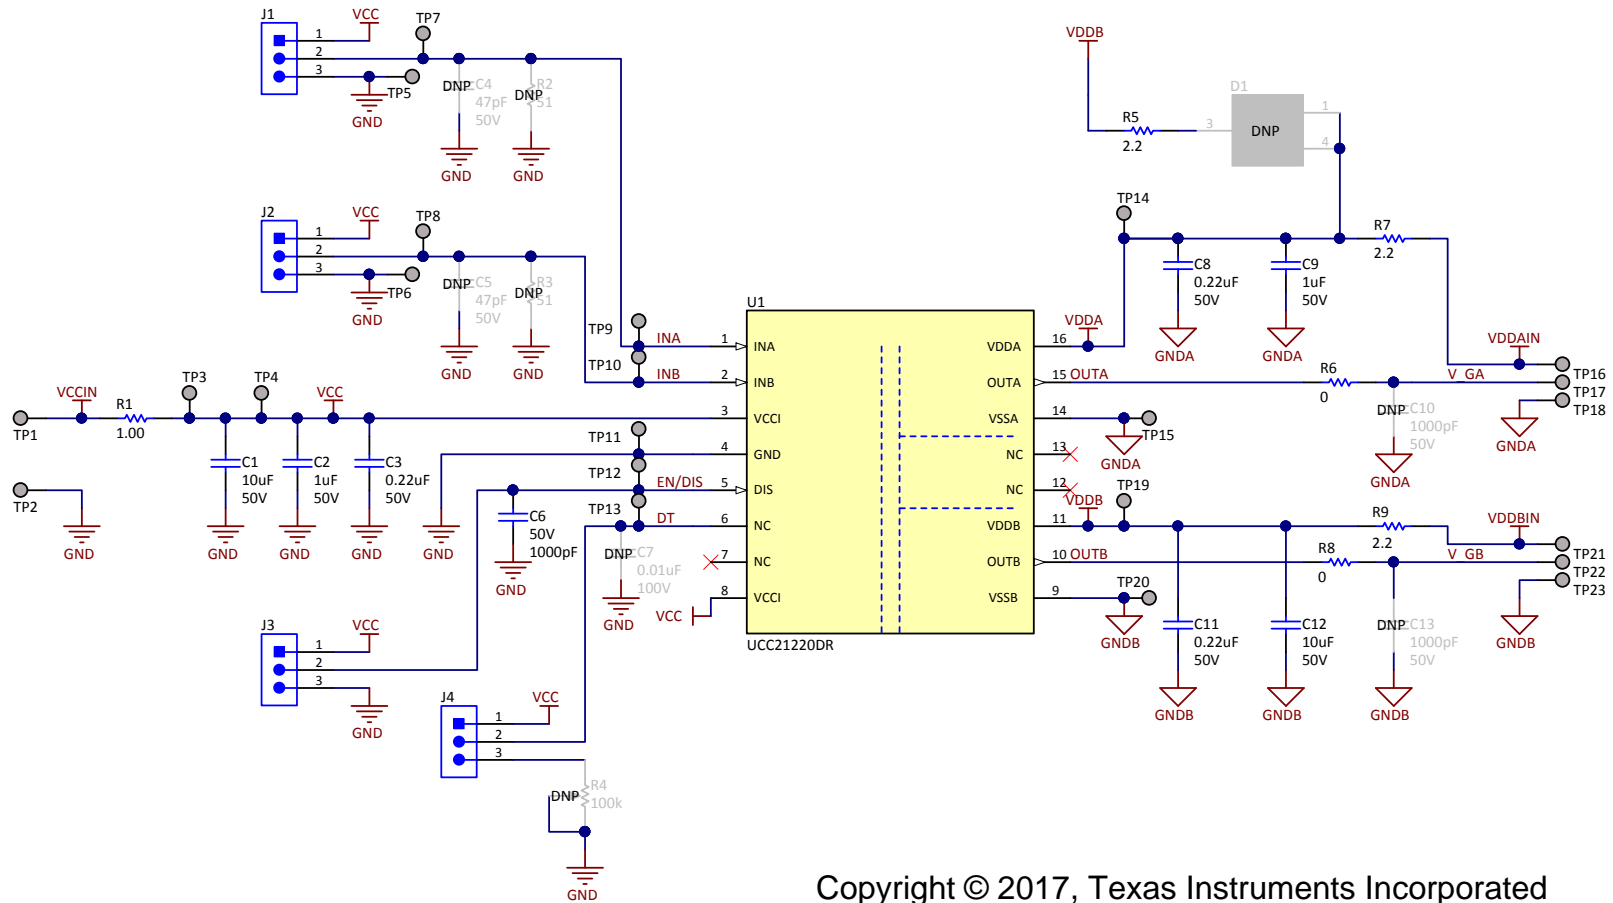 J1
VCC
TP7
1
2
3
TP5
GND
DNP
C4
47pF
50V
GND
DNP
R2
51
GND
VDDB
R5
2.2
D1
3
DNP
1
4
J2
VCC
TP8
1
2
3
TP6
GND
DNP
C5
47pF
50V
GND
DNP
R3
51
GND
TP14
C8
0.22uF
50V
GNDA
C9
1uF
50V
GNDA
R7
2.2
U1
TP9
INA
1
INA
TP10
INB
2
INB
3
VCCI
TP11
4
GND
TP12
EN/DIS
5
DIS
TP13
DT
6
NC
7
NC
8
VCCI
VCC
VDDA
16
VDDA
15
OUTA
OUTA
14
VSSA
13
NC
12
NC
11
VDDB
10
OUTB
OUTB
9
VSSB
UCC21220DR
VCCIN
TP1
R1
1.00
TP3
TP4
VCC
TP2
GND
C1
10uF
50V
GND
C2
1uF
50V
GND
C3
0.22uF
50V
GND
GND
C6
50V
1000pF
GND
DNP
C7
0.01uF
100V
GND
TP15
GNDA
R6
0
V_GA
VDDAIN
TP16
TP17
TP18
GNDA
DNP
C10
1000pF
50V
GNDA
VDDB
TP19
R9
2.2
VDDBIN
R8
0
V_GB
TP21
TP22
TP23
GNDB
TP20
GNDB
C11
0.22uF
50V
GNDB
C12
10uF
50V
GNDB
DNP
C13
1000pF
50V
GNDB
J3
VCC
1
2
3
GND
J4
VCC
1
2
3
DNP
R4
100k
GND
Copyright © 2017, Texas Instruments Incorporated